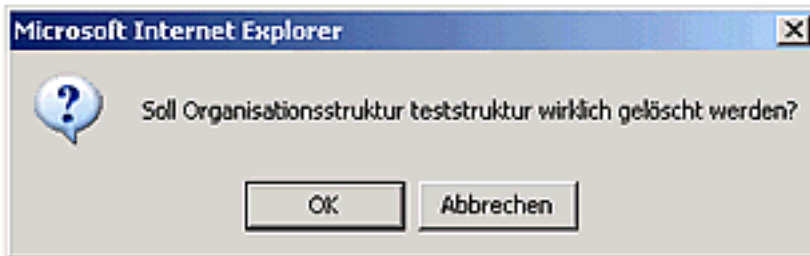 Microsoft Internet Explorer
Soll Organisationsstruktur teststruktur wirklich gelöscht werden?
OK
Abbrechen